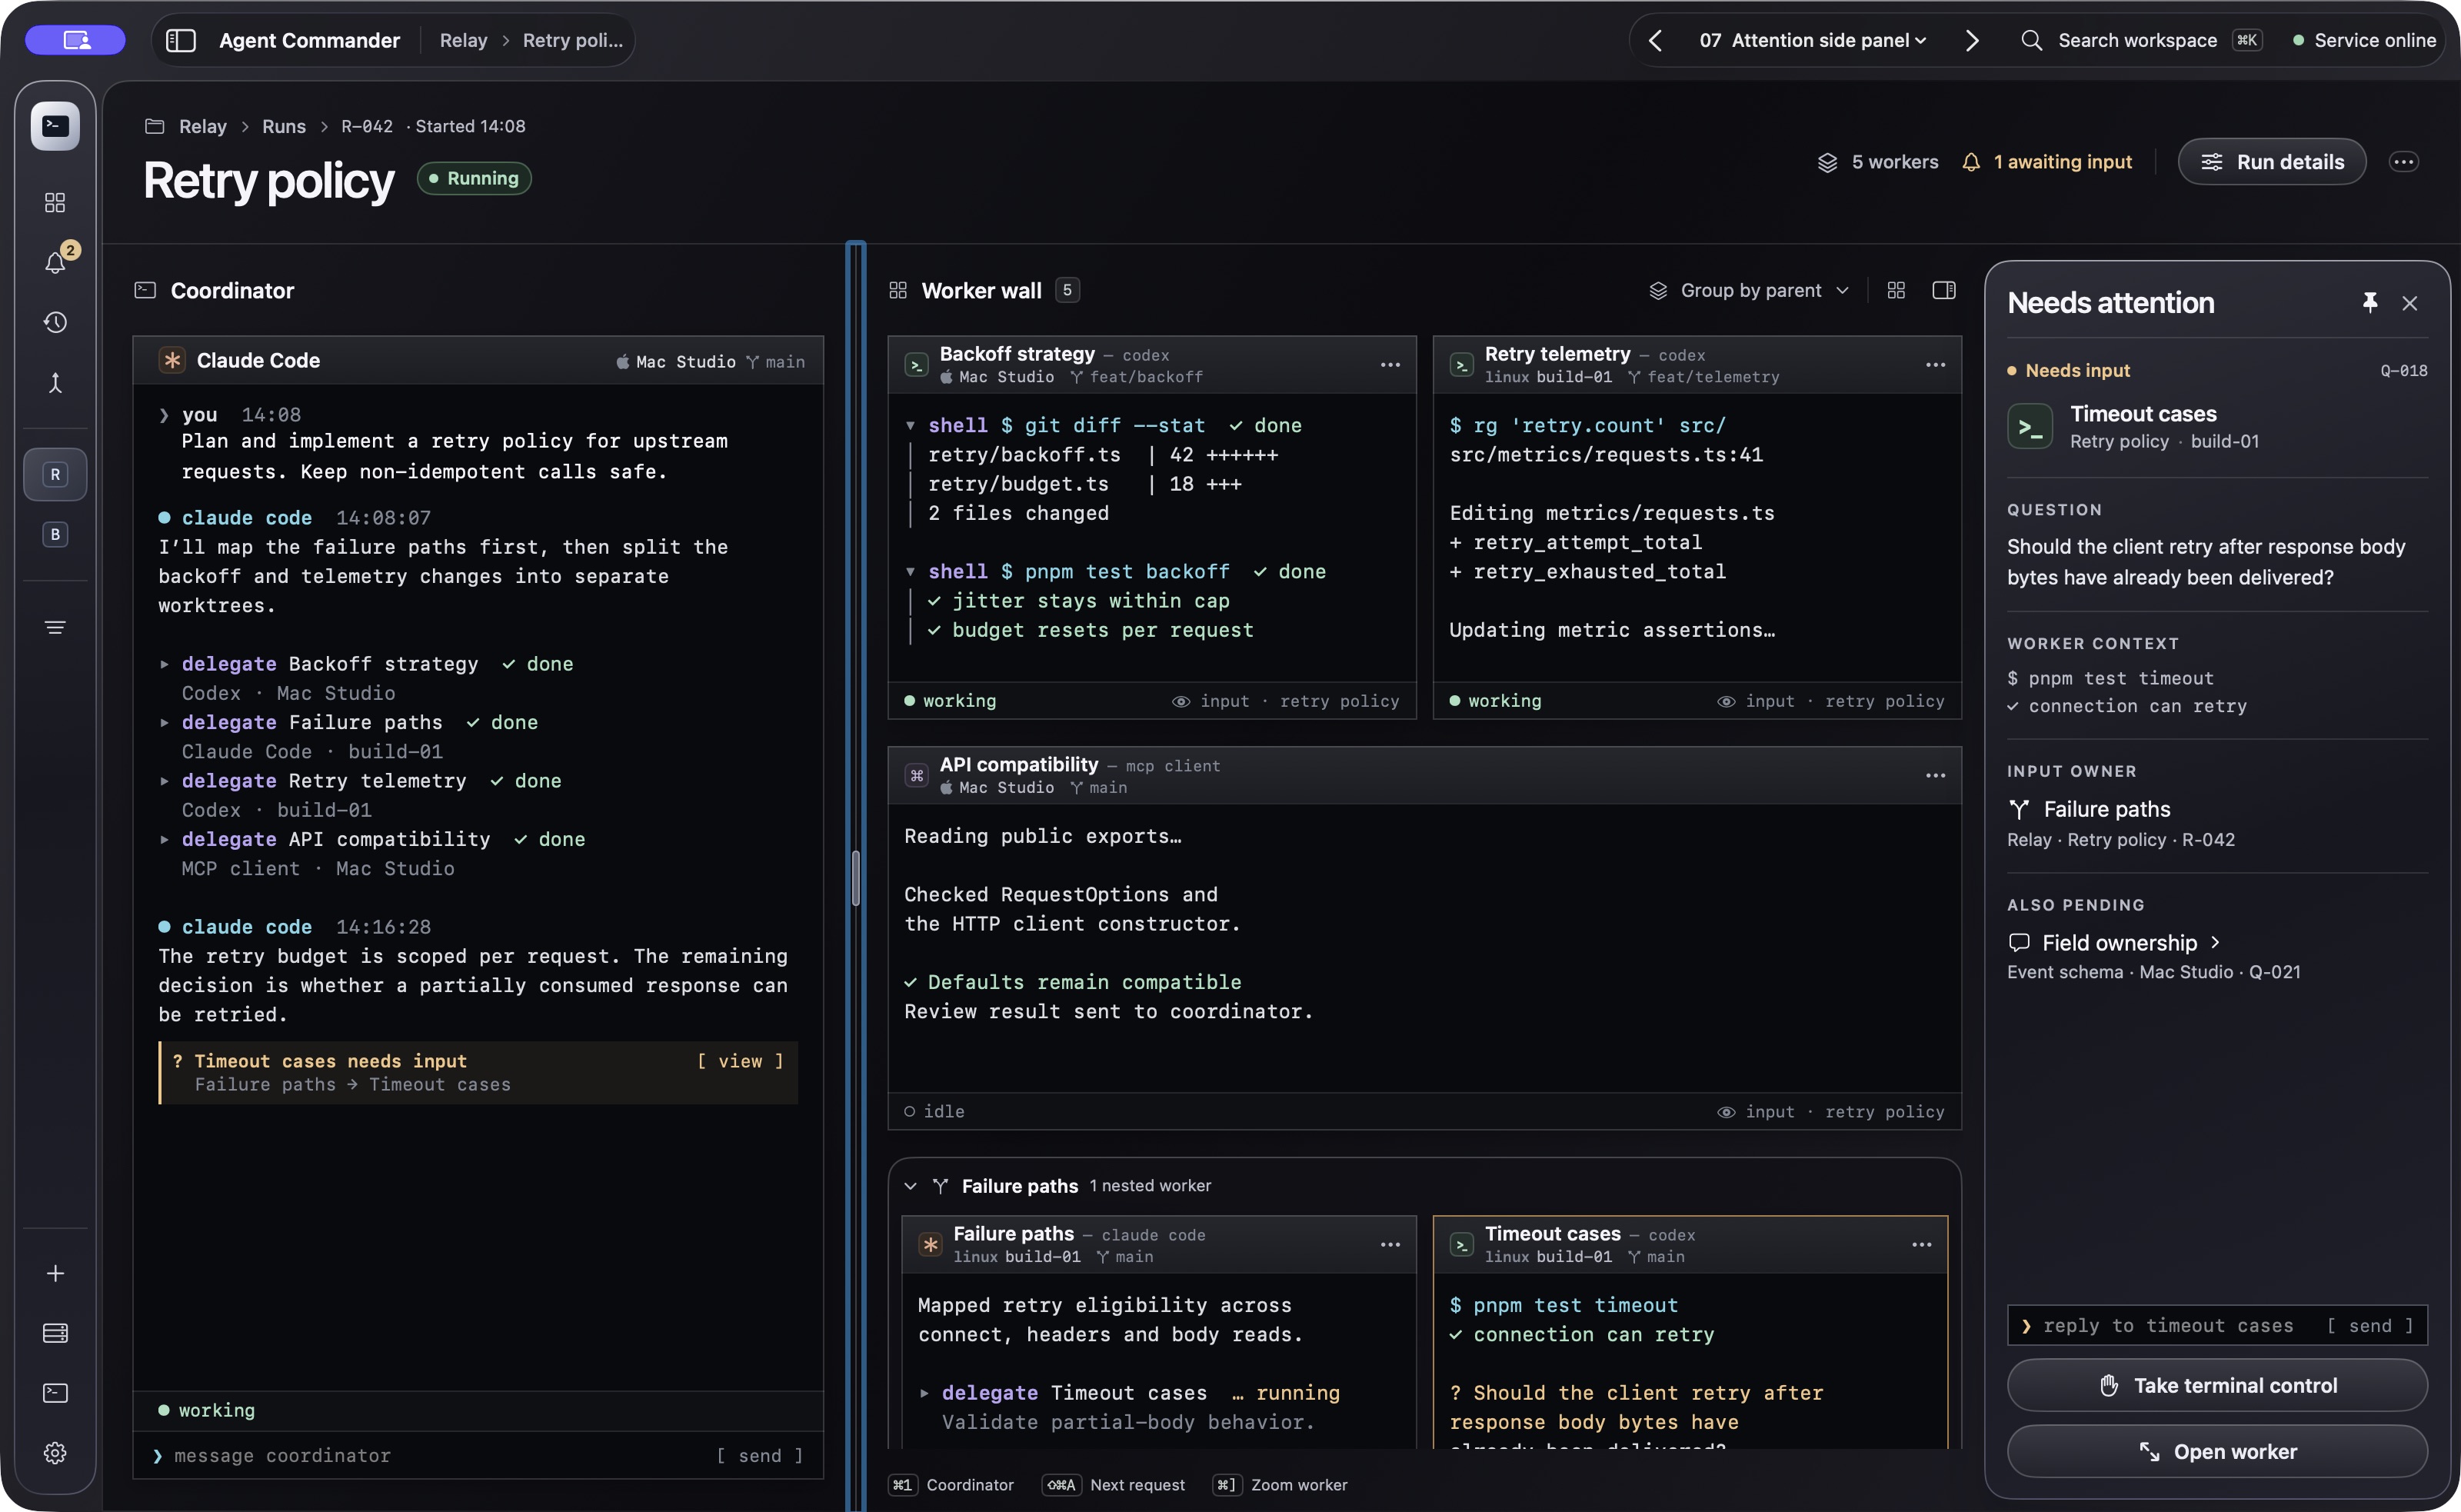 Agent Commander
Relay > Retry poli...
07 Attention side panel
Search workspace ⌘K
Service online
Relay > Runs > R-042 · Started 14:08
Retry policy
Running
5 workers
1 awaiting input
Run details
2
R
B
Coordinator
Claude Code
Mac Studio main
❯ you 14:08
Plan and implement a retry policy for upstream
requests. Keep non-idempotent calls safe.
claude code 14:08:07
I’ll map the failure paths first, then split the
backoff and telemetry changes into separate
worktrees.
▸ delegate Backoff strategy ✓ done
Codex · Mac Studio
▸ delegate Failure paths ✓ done
Claude Code · build-01
▸ delegate Retry telemetry ✓ done
Codex · build-01
▸ delegate API compatibility ✓ done
MCP client · Mac Studio
claude code 14:16:28
The retry budget is scoped per request. The remaining
decision is whether a partially consumed response can
be retried.
? Timeout cases needs input [ view ]
Failure paths → Timeout cases
working
❯ message coordinator [ send ]
Worker wall 5
Group by parent
Backoff strategy — codex
Mac Studio feat/backoff
▾ shell $ git diff --stat ✓ done
retry/backoff.ts | 42 ++++++
retry/budget.ts | 18 +++
2 files changed
▾ shell $ pnpm test backoff ✓ done
✓ jitter stays within cap
✓ budget resets per request
working
input · retry policy
Retry telemetry — codex
linux build-01 feat/telemetry
$ rg 'retry.count' src/
src/metrics/requests.ts:41
Editing metrics/requests.ts
+ retry_attempt_total
+ retry_exhausted_total
Updating metric assertions…
working
input · retry policy
API compatibility — mcp client
Mac Studio main
Reading public exports…
Checked RequestOptions and
the HTTP client constructor.
✓ Defaults remain compatible
Review result sent to coordinator.
idle
input · retry policy
Failure paths 1 nested worker
Failure paths — claude code
linux build-01 main
Mapped retry eligibility across
connect, headers and body reads.
▸ delegate Timeout cases … running
Validate partial-body behavior.
Timeout cases — codex
linux build-01 main
$ pnpm test timeout
✓ connection can retry
? Should the client retry after
response body bytes have
already been delivered?
⌘1 Coordinator
⇧⌘A Next request
⌘] Zoom worker
Needs attention
Needs input Q-018
Timeout cases
Retry policy · build-01
QUESTION
Should the client retry after response body
bytes have already been delivered?
WORKER CONTEXT
$ pnpm test timeout
✓ connection can retry
INPUT OWNER
Failure paths
Relay · Retry policy · R-042
ALSO PENDING
Field ownership >
Event schema · Mac Studio · Q-021
❯ reply to timeout cases [ send ]
Take terminal control
Open worker